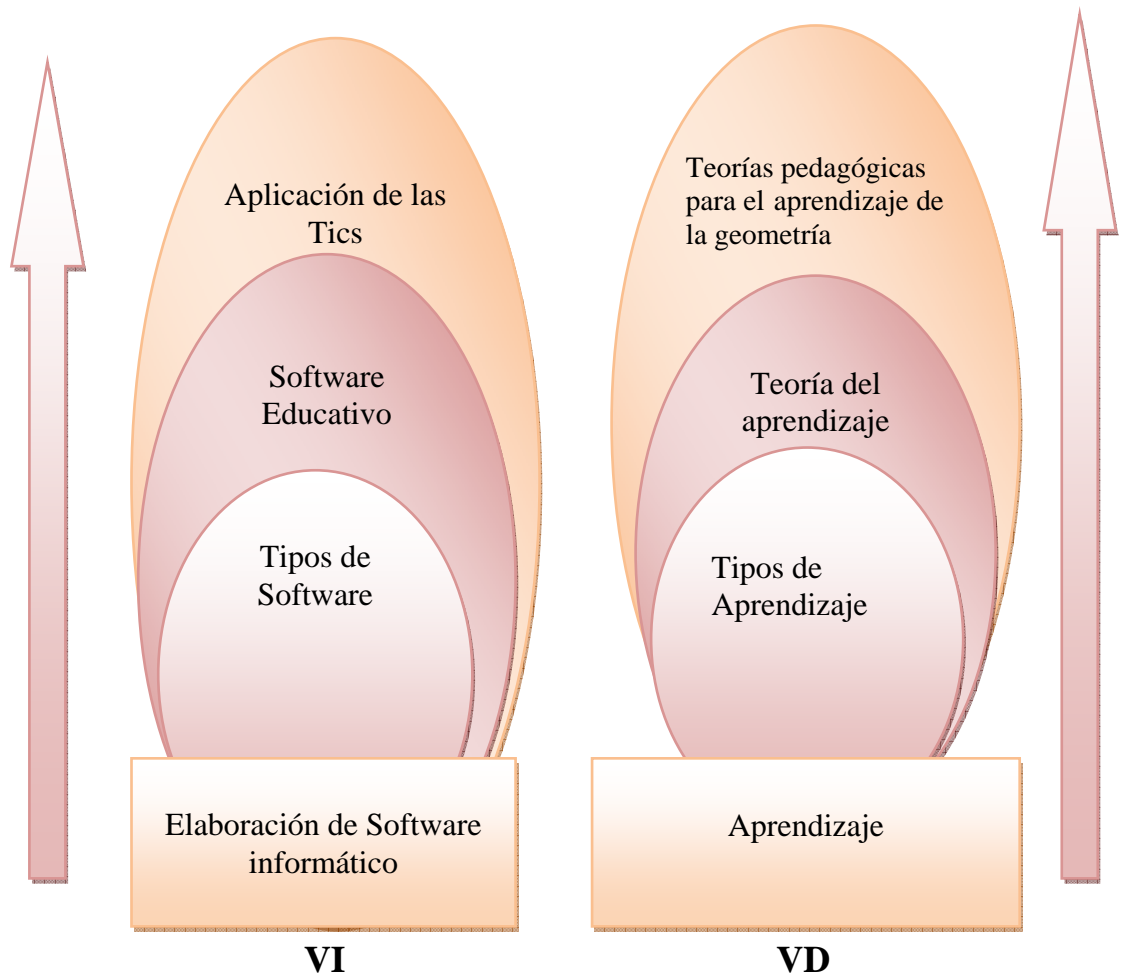 Aplicación de las
Tics
Software
Educativo
Tipos de
Software
Elaboración de Software
informático
VI
Teorías pedagógicas
para el aprendizaje de
la geometría
Teoría del
aprendizaje
Tipos de
Aprendizaje
Aprendizaje
VD